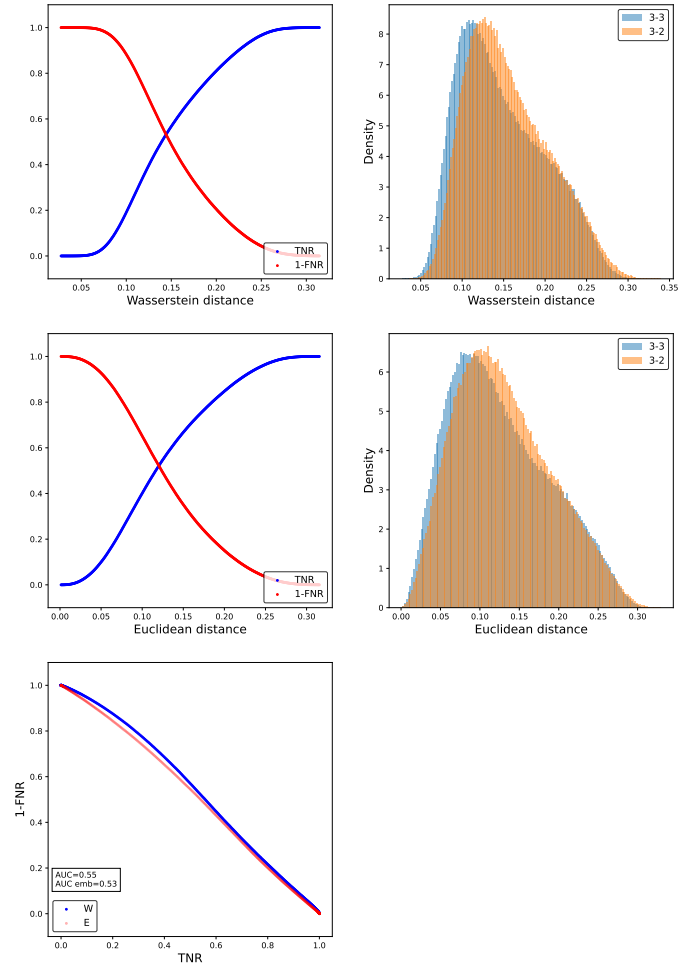 1.0
0.8
0.6
0.4
0.2
0.0
TNR
1-FNR
0.05 0.10 0.15 0.20 0.25 0.30
Wasserstein distance
8
7
6
5
4
3
2
1
0
Density
3-3
3-2
0.05 0.10 0.15 0.20 0.25 0.30 0.35
Wasserstein distance
1.0
0.8
0.6
0.4
0.2
0.0
TNR
1-FNR
0.00 0.05 0.10 0.15 0.20 0.25 0.30
Euclidean distance
6
5
4
3
2
1
0
Density
3-3
3-2
0.00 0.05 0.10 0.15 0.20 0.25 0.30
Euclidean distance
1.0
0.8
0.6
0.4
0.2
0.0
1-FNR
AUC=0.55
AUC emb=0.53
W
E
0.0 0.2 0.4 0.6 0.8 1.0
TNR